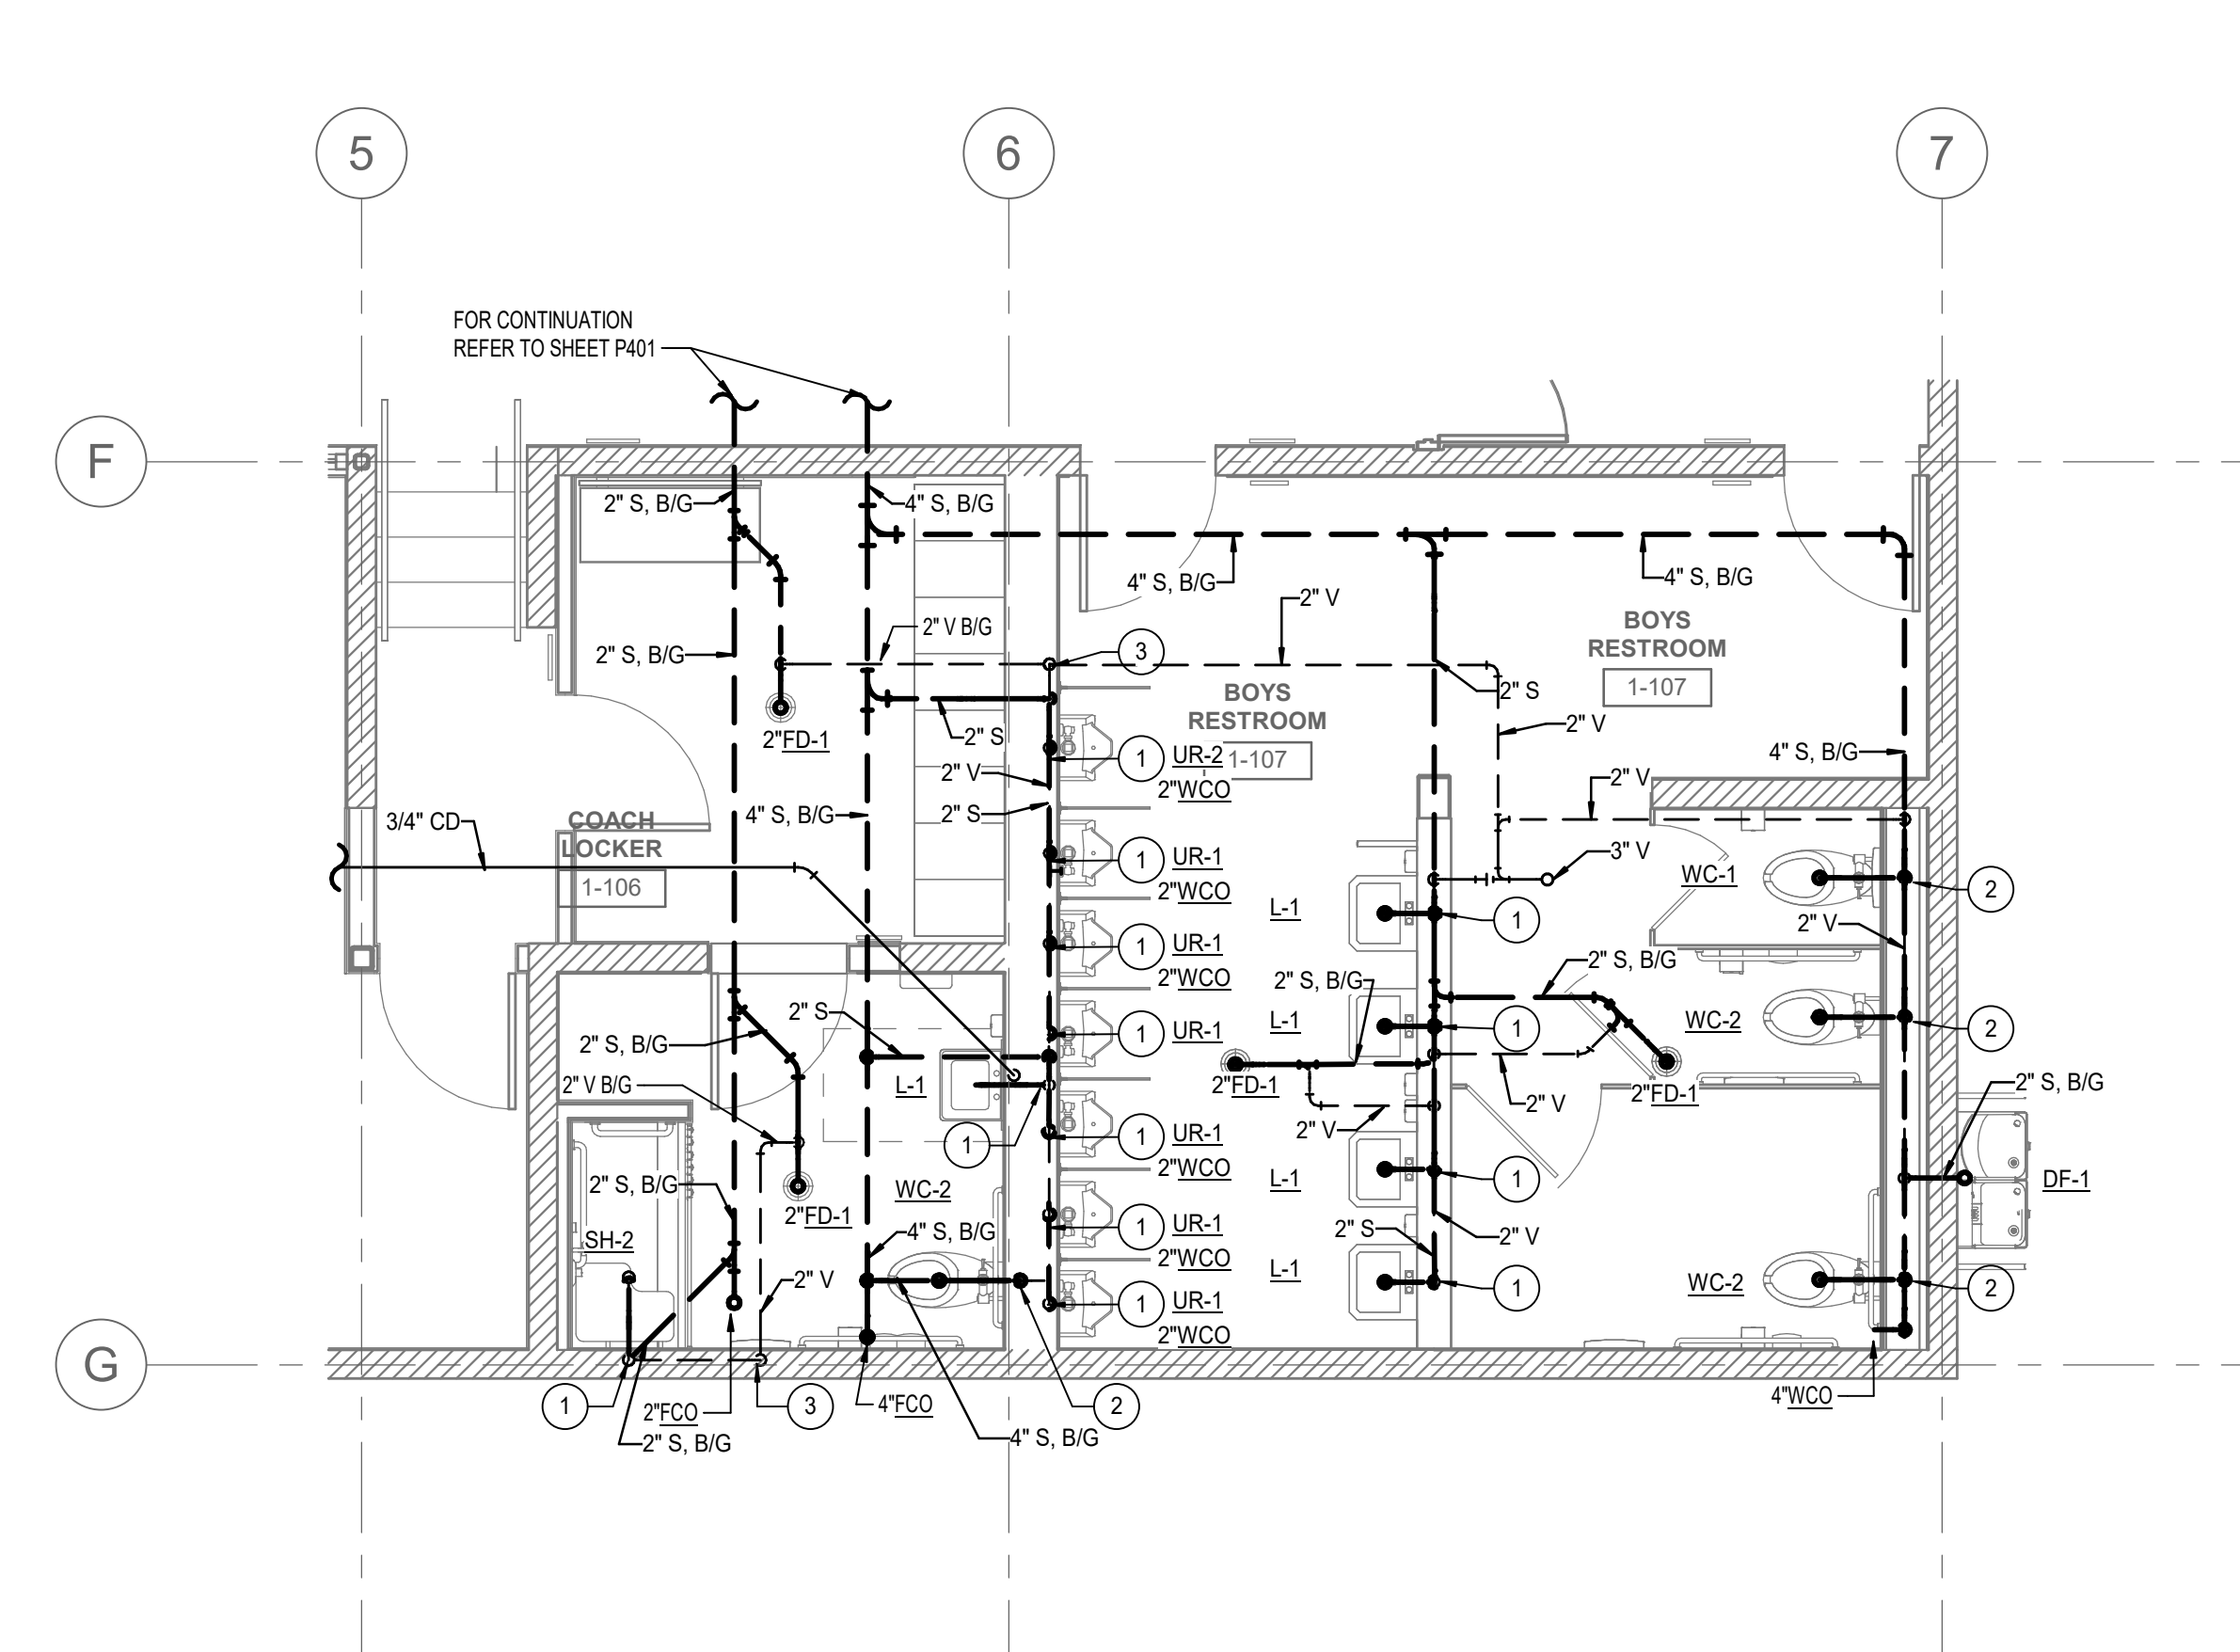 5
6
7
FOR CONTINUATION
REFER TO SHEET P401
F
2" S, B/G
4" S, B/G
4" S, B/G
4" S, B/G
2" V
BOYS
RESTROOM
1-107
2" V B/G
3
2" S, B/G
2" S
BOYS
RESTROOM
1-107
2" V
2"FD-1
2" S
1
UR-2
2"WCO
4" S, B/G
2" V
2" V
2" S
3/4" CD
COACH
LOCKER
1-106
4" S, B/G
1
UR-1
2"WCO
3" V
WC-1
2
L-1
1
2" V
1
UR-1
2"WCO
2" S, B/G
2" S, B/G
2" S
L-1
1
WC-2
2
1
UR-1
2" S, B/G
2" V B/G
L-1
2"FD-1
2" V
2"FD-1
2" S, B/G
2" V
1
1
UR-1
2"WCO
2" S, B/G
WC-2
L-1
1
DF-1
2"FD-1
SH-2
4" S, B/G
1
UR-1
2"WCO
2" S
2" V
2" V
L-1
1
WC-2
2
1
UR-1
2"WCO
G
1
2"FCO
3
4"FCO
2
4"WCO
2" S, B/G
4" S, B/G